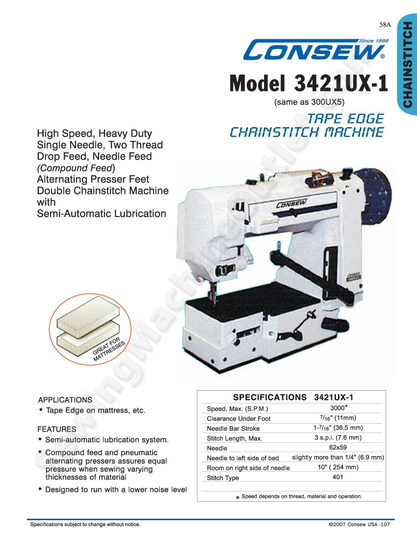 58A
CHAINSTITCH
Since 1898
CONSEW®
Model 3421UX-1
(same as 300UX5)
TAPE EDGE
CHAINSTITCH MACHINE
High Speed, Heavy Duty
Single Needle, Two Thread
Drop Feed, Needle Feed
(Compound Feed)
Alternating Presser Feet
Double Chainstitch Machine
with
Semi-Automatic Lubrication
CONSEW
GREAT FOR
MATTRESSES
APPLICATIONS
• Tape Edge on mattress, etc.
FEATURES
• Semi-automatic lubrication system.
• Compound feed and pneumatic
alternating pressers assures equal
pressure when sewing varying
thicknesses of material
• Designed to run with a lower noise level
SPECIFICATIONS 3421UX-1
Speed, Max. (S.P.M.) 3000*
Clearance Under Foot 7/16" (11mm)
Needle Bar Stroke 1-7/16" (36.5 mm)
Stitch Length, Max. 3 s.p.i. (7.6 mm)
Needle 62x59
Needle to left side of bed slightly more than 1/4" (6.9 mm)
Room on right side of needle 10" ( 254 mm)
Stitch Type 401
* Speed depends on thread, material and operation.
Specifications subject to change without notice.
©2007 Consew USA -107